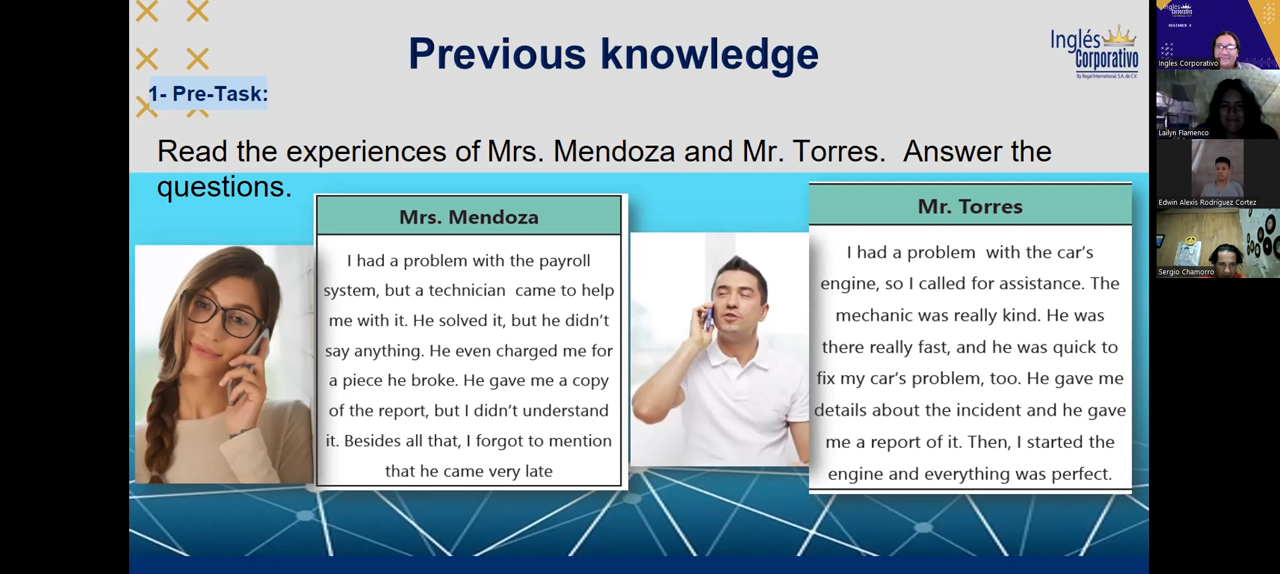 Previous knowledge
Inglés
Corporativo
By Regal International, S.A. de C.V.
1- Pre-Task:
Read the experiences of Mrs. Mendoza and Mr. Torres.  Answer the
questions.
Mrs. Mendoza
I had a problem with the payroll
system, but a technician  came to help
me with it. He solved it, but he didn't
say anything. He even charged me for
a piece he broke. He gave me a copy
of the report, but I didn't understand
it. Besides all that, I forgot to mention
that he came very late
Mr. Torres
I had a problem  with the car's
engine, so I called for assistance. The
mechanic was really kind. He was
there really fast, and he was quick to
fix my car's problem, too. He gave me
details about the incident and he gave
me a report of it. Then, I started the
engine and everything was perfect.
Ingles Corporativo
Lailyn Flamenco
Edwin Alexis Rodríguez Cortez
Sergio Chamorro